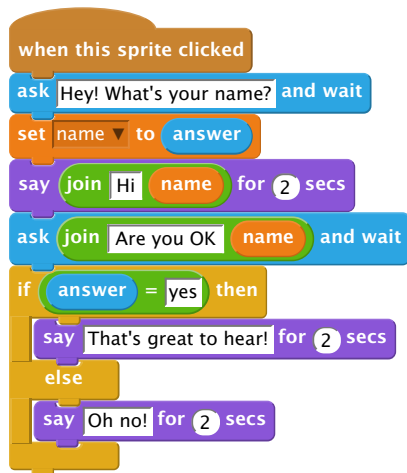 when this sprite clicked
ask Hey! What's your name? and wait
set name ▼ to answer
say join Hi name for 2 secs
ask join Are you OK name and wait
if answer = yes then
say That's great to hear! for 2 secs
else
say Oh no! for 2 secs